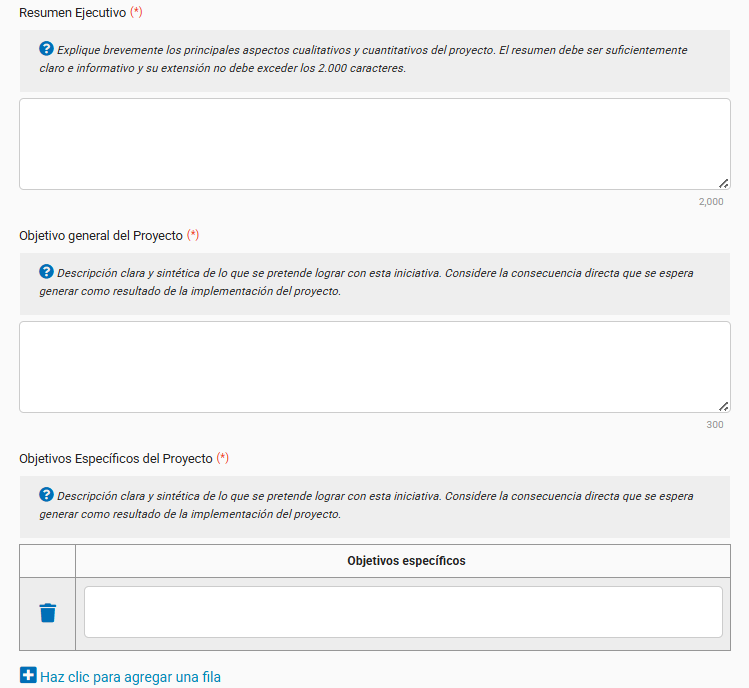 Resumen Ejecutivo (*)
Explique brevemente los principales aspectos cualitativos y cuantitativos del proyecto. El resumen debe ser suficientemente
claro e informativo y su extensión no debe exceder los 2.000 caracteres.
2,000
Objetivo general del Proyecto (*)
Descripción clara y sintética de lo que se pretende lograr con esta iniciativa. Considere la consecuencia directa que se espera
generar como resultado de la implementación del proyecto.
300
Objetivos Específicos del Proyecto (*)
Descripción clara y sintética de lo que se pretende lograr con esta iniciativa. Considere la consecuencia directa que se espera
generar como resultado de la implementación del proyecto.
Objetivos específicos
Haz clic para agregar una fila